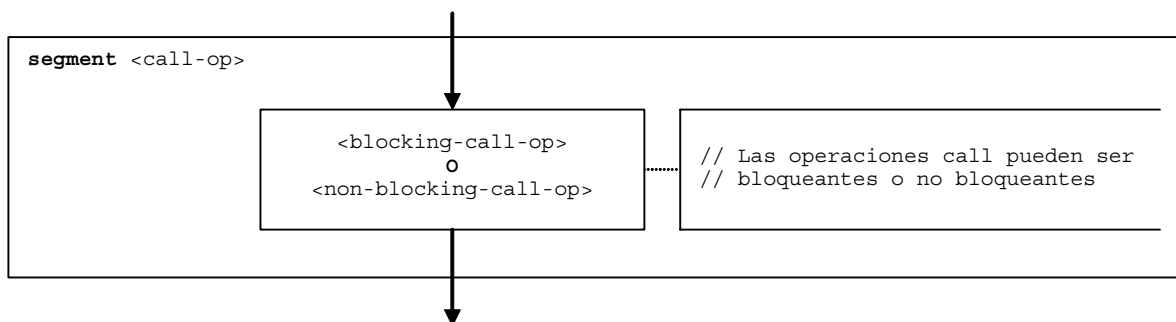 segment <call-op>
<blocking-call-op>
o
<non-blocking-call-op>
// Las operaciones call pueden ser
// bloqueantes o no bloqueantes